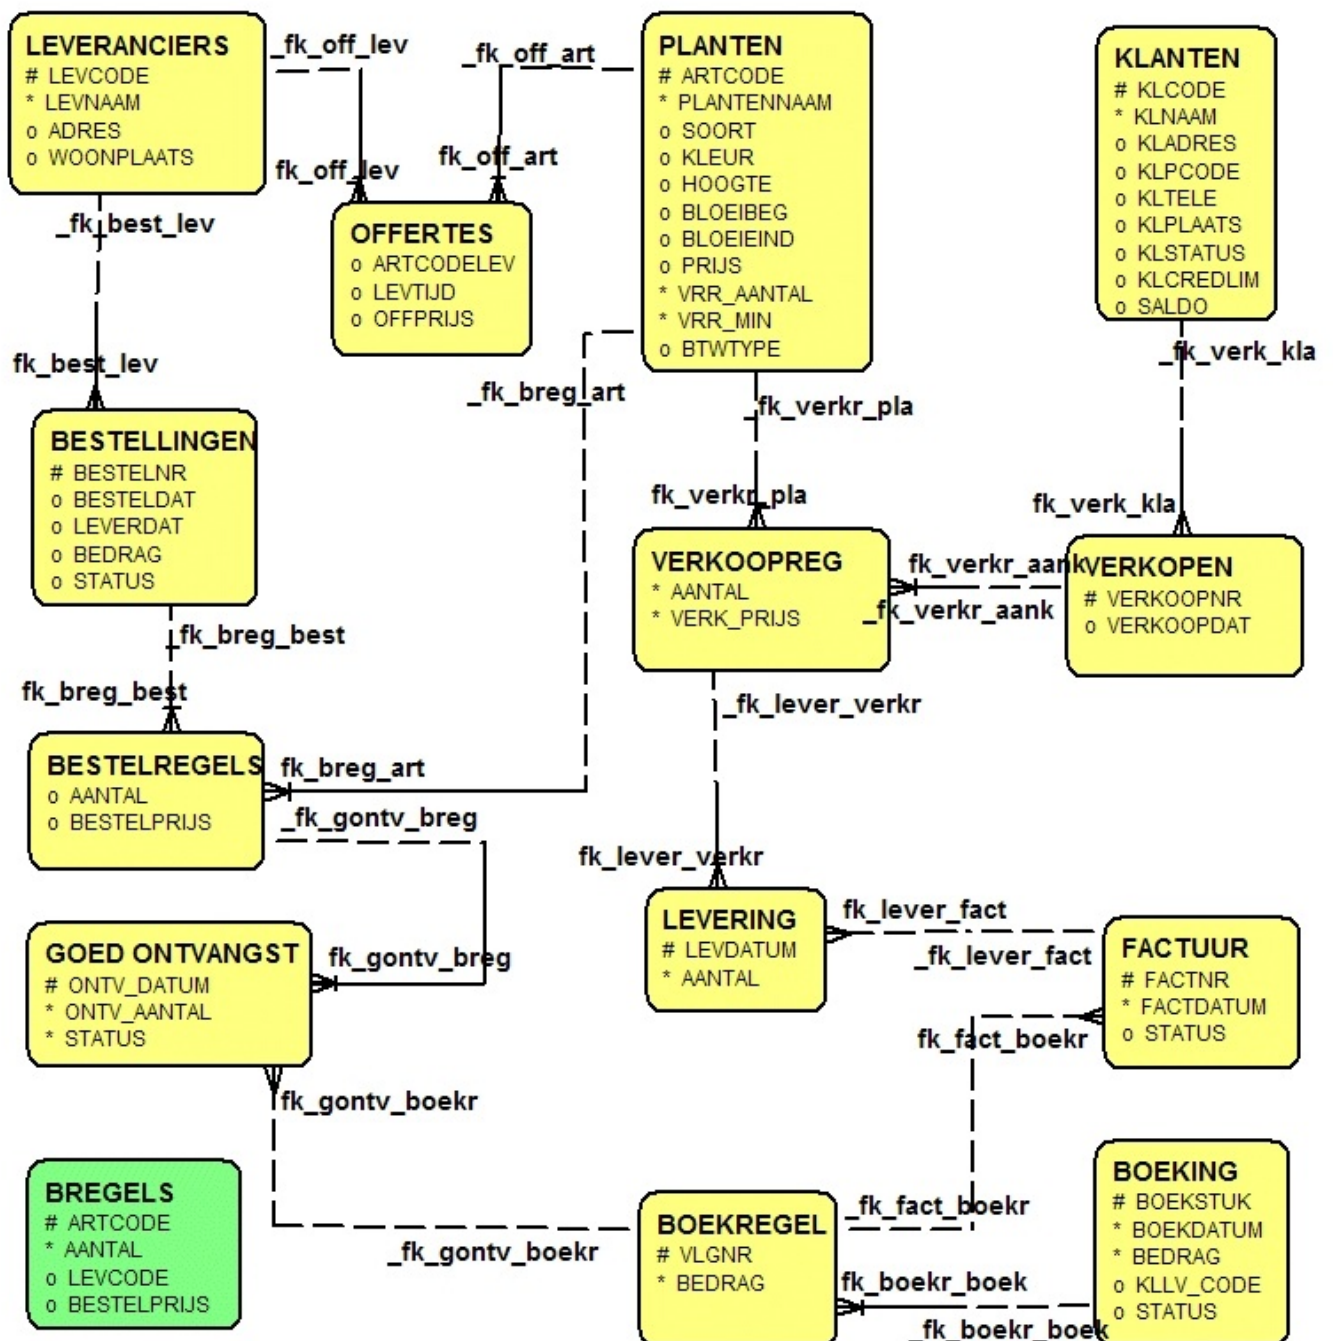 LEVERANCIERS
# LEVCODE
* LEVNAAM
o ADRES
o WOONPLAATS
_fk_off_lev
fk_off_lev
_fk_off_art
fk_off_art
OFFERTES
o ARTCODELEV
o LEVTIJD
o OFFPRIJS
PLANTEN
# ARTCODE
* PLANTENNAAM
o SOORT
o KLEUR
o HOOGTE
o BLOEIBEG
o BLOEIEIND
o PRIJS
* VRR_AANTAL
* VRR_MIN
o BTWTYPE
KLANTEN
# KLCODE
* KLNAAM
o KLADRES
o KLPCODE
o KLTELE
o KLPLAATS
o KLSTATUS
o KLCREDLIM
o SALDO
_fk_best_lev
fk_best_lev
_fk_breg_art
_fk_verkr_pla
fk_verkr_pla
_fk_verk_kla
fk_verk_kla
BESTELLINGEN
# BESTELNR
o BESTELDAT
o LEVERDAT
o BEDRAG
o STATUS
VERKOOPREG
* AANTAL
* VERK_PRIJS
fk_verkr_aank
_fk_verkr_aank
VERKOPEN
# VERKOOPNR
o VERKOOPDAT
_fk_breg_best
fk_breg_best
BESTELREGELS
o AANTAL
o BESTELPRIJS
fk_breg_art
_fk_gontv_breg
fk_gontv_breg
_fk_lever_verkr
fk_lever_verkr
GOED ONTVANGST
# ONTV_DATUM
* ONTV_AANTAL
* STATUS
LEVERING
# LEVDATUM
* AANTAL
fk_lever_fact
_fk_lever_fact
FACTUUR
# FACTNR
* FACTDATUM
o STATUS
fk_fact_boekr
fk_gontv_boekr
_fk_gontv_boekr
BREGELS
# ARTCODE
* AANTAL
o LEVCODE
o BESTELPRIJS
BOEKREGEL
# VLGNR
* BEDRAG
_fk_fact_boekr
fk_boekr_boek
_fk_boekr_boek
BOEKING
# BOEKSTUK
* BOEKDATUM
* BEDRAG
o KLLV_CODE
o STATUS